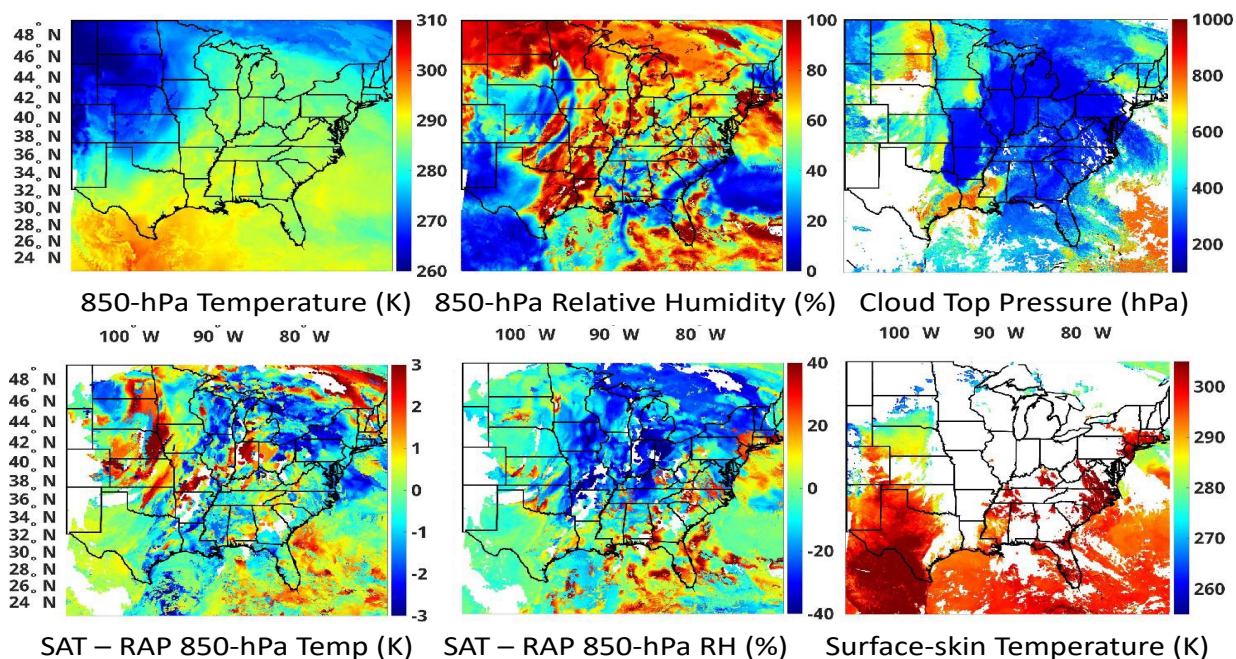 48° N
46° N
44° N
42° N
40° N
38° N
36° N
34° N
32° N
30° N
28° N
26° N
24° N
310
300
290
280
270
260
100
80
60
40
20
0
1000
800
600
400
200
850-hPa Temperature (K)
850-hPa Relative Humidity (%)
Cloud Top Pressure (hPa)
100° W 90° W 80° W
100° W 90° W 80° W
100° W 90° W 80° W
48° N
46° N
44° N
42° N
40° N
38° N
36° N
34° N
32° N
30° N
28° N
26° N
24° N
3
2
1
0
-1
-2
-3
40
20
0
-20
-40
300
290
280
270
260
SAT – RAP 850-hPa Temp (K)
SAT – RAP 850-hPa RH (%)
Surface-skin Temperature (K)